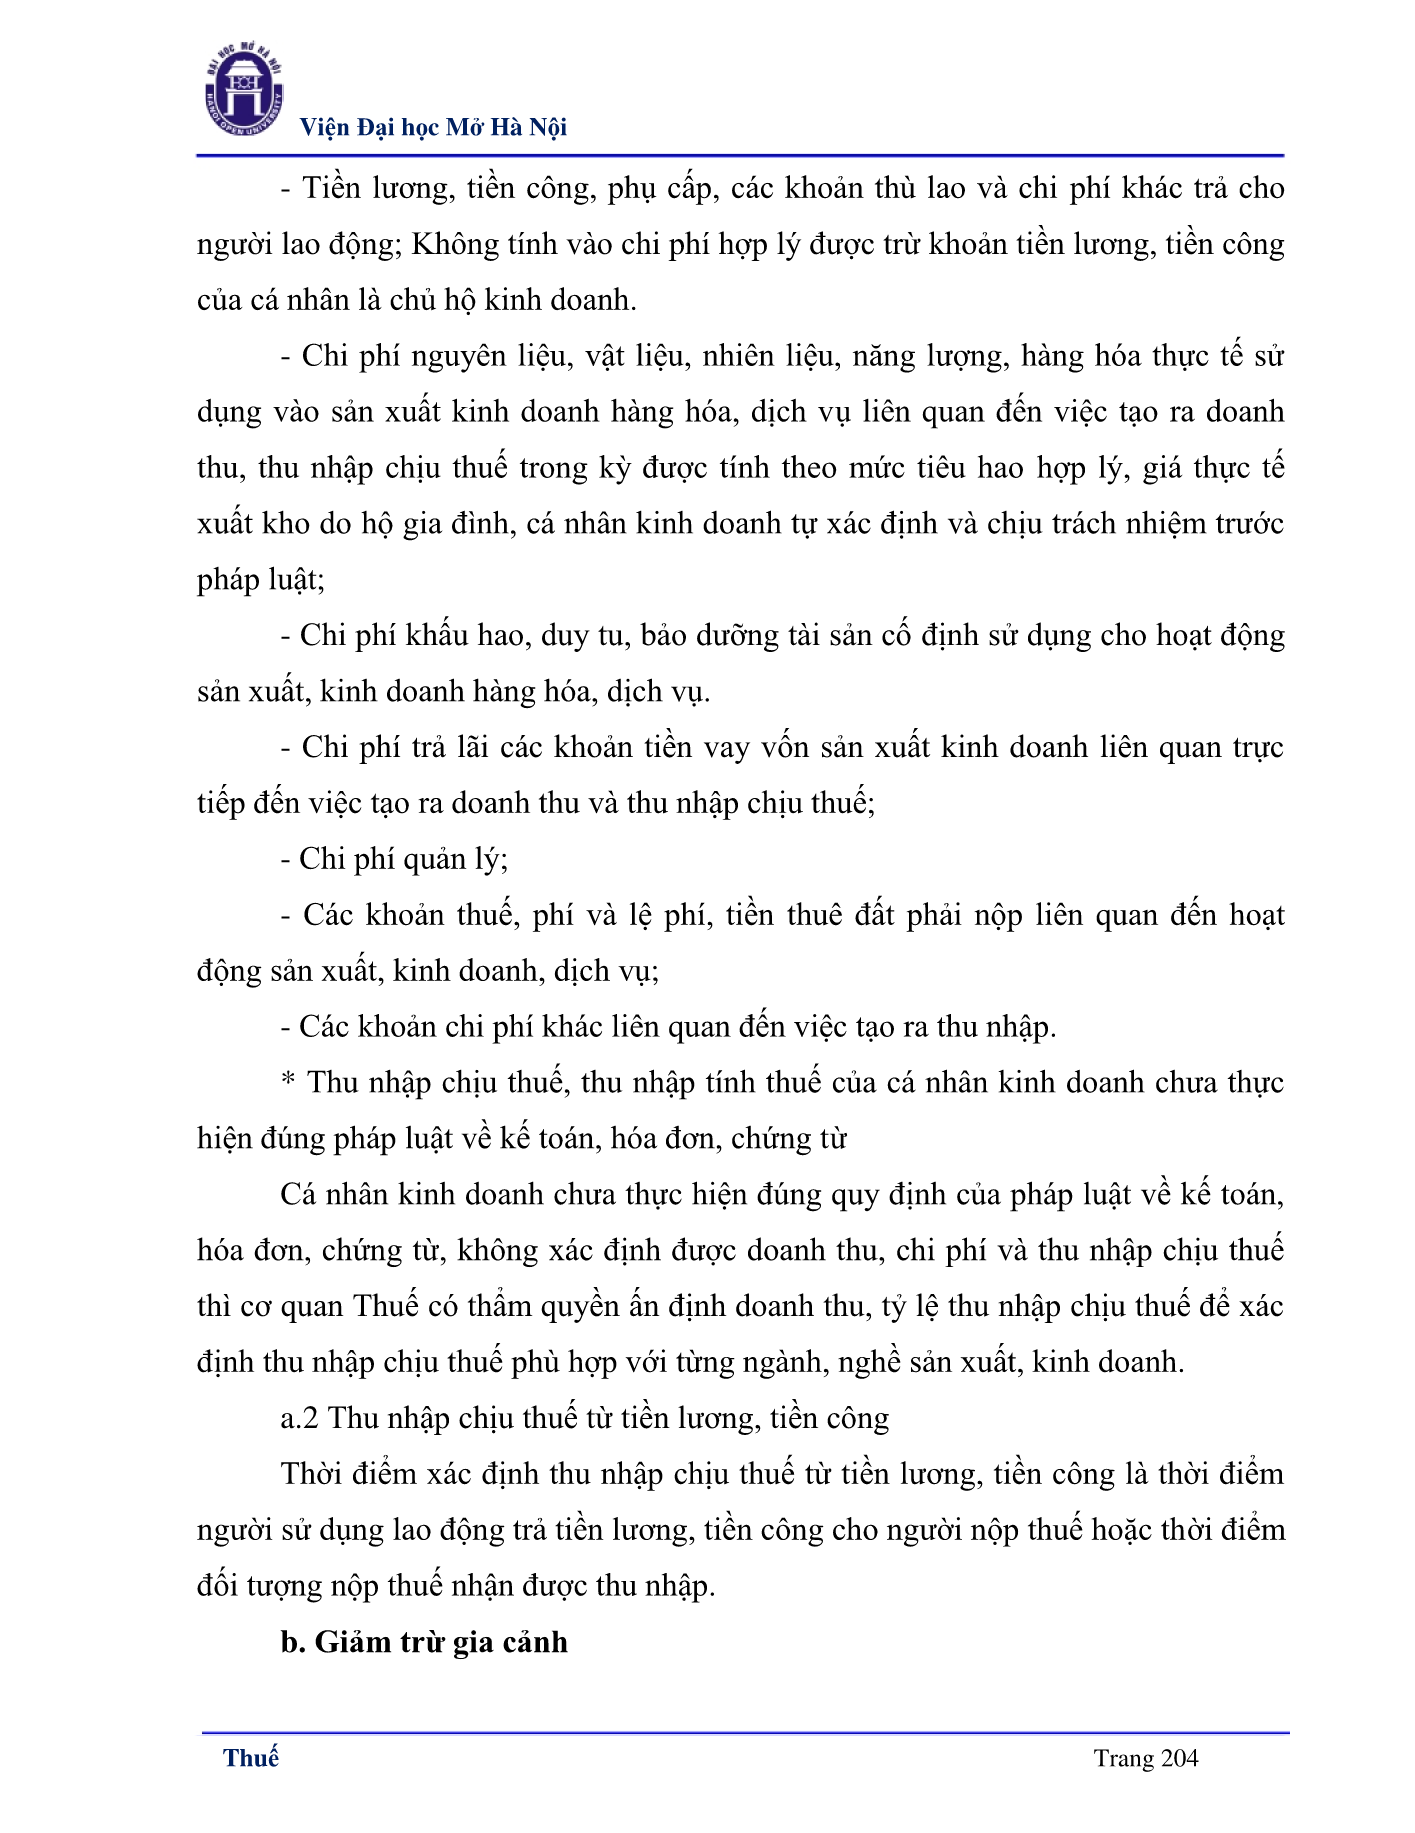 ĐẠI HỌC MỞ HÀ NỘI
HANOI OPEN UNIVERSITY
Viện Đại học Mở Hà Nội
- Tiền lương, tiền công, phụ cấp, các khoản thù lao và chi phí khác trả cho
người lao động; Không tính vào chi phí hợp lý được trừ khoản tiền lương, tiền công
của cá nhân là chủ hộ kinh doanh.
- Chi phí nguyên liệu, vật liệu, nhiên liệu, năng lượng, hàng hóa thực tế sử
dụng vào sản xuất kinh doanh hàng hóa, dịch vụ liên quan đến việc tạo ra doanh
thu, thu nhập chịu thuế trong kỳ được tính theo mức tiêu hao hợp lý, giá thực tế
xuất kho do hộ gia đình, cá nhân kinh doanh tự xác định và chịu trách nhiệm trước
pháp luật;
- Chi phí khấu hao, duy tu, bảo dưỡng tài sản cố định sử dụng cho hoạt động
sản xuất, kinh doanh hàng hóa, dịch vụ.
- Chi phí trả lãi các khoản tiền vay vốn sản xuất kinh doanh liên quan trực
tiếp đến việc tạo ra doanh thu và thu nhập chịu thuế;
- Chi phí quản lý;
- Các khoản thuế, phí và lệ phí, tiền thuê đất phải nộp liên quan đến hoạt
động sản xuất, kinh doanh, dịch vụ;
- Các khoản chi phí khác liên quan đến việc tạo ra thu nhập.
* Thu nhập chịu thuế, thu nhập tính thuế của cá nhân kinh doanh chưa thực
hiện đúng pháp luật về kế toán, hóa đơn, chứng từ
Cá nhân kinh doanh chưa thực hiện đúng quy định của pháp luật về kế toán,
hóa đơn, chứng từ, không xác định được doanh thu, chi phí và thu nhập chịu thuế
thì cơ quan Thuế có thẩm quyền ấn định doanh thu, tỷ lệ thu nhập chịu thuế để xác
định thu nhập chịu thuế phù hợp với từng ngành, nghề sản xuất, kinh doanh.
a.2 Thu nhập chịu thuế từ tiền lương, tiền công
Thời điểm xác định thu nhập chịu thuế từ tiền lương, tiền công là thời điểm
người sử dụng lao động trả tiền lương, tiền công cho người nộp thuế hoặc thời điểm
đối tượng nộp thuế nhận được thu nhập.
b. Giảm trừ gia cảnh
Thuế
Trang 204